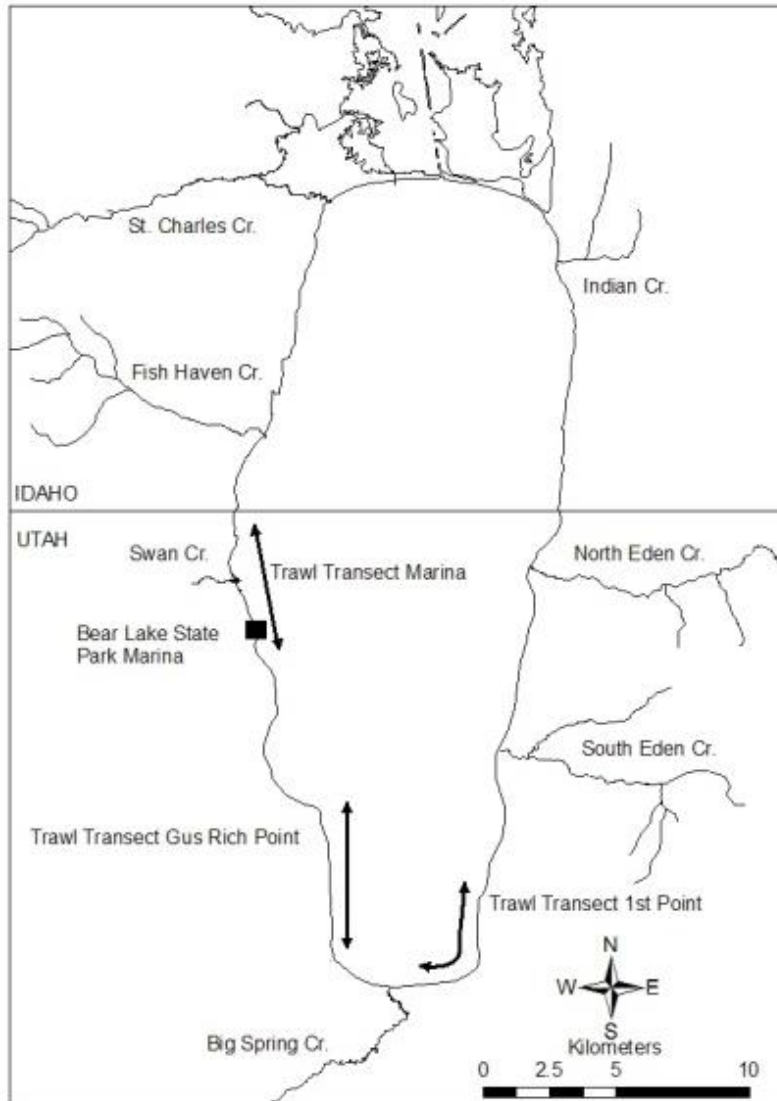 St. Charles Cr.
Indian Cr.
Fish Haven Cr.
IDAHO
UTAH
Swan Cr.
North Eden Cr.
Trawl Transect Marina
Bear Lake State
Park Marina
South Eden Cr.
Trawl Transect Gus Rich Point
Trawl Transect 1st Point
N
W E
S
Big Spring Cr.
Kilometers
0 2.5 5 10